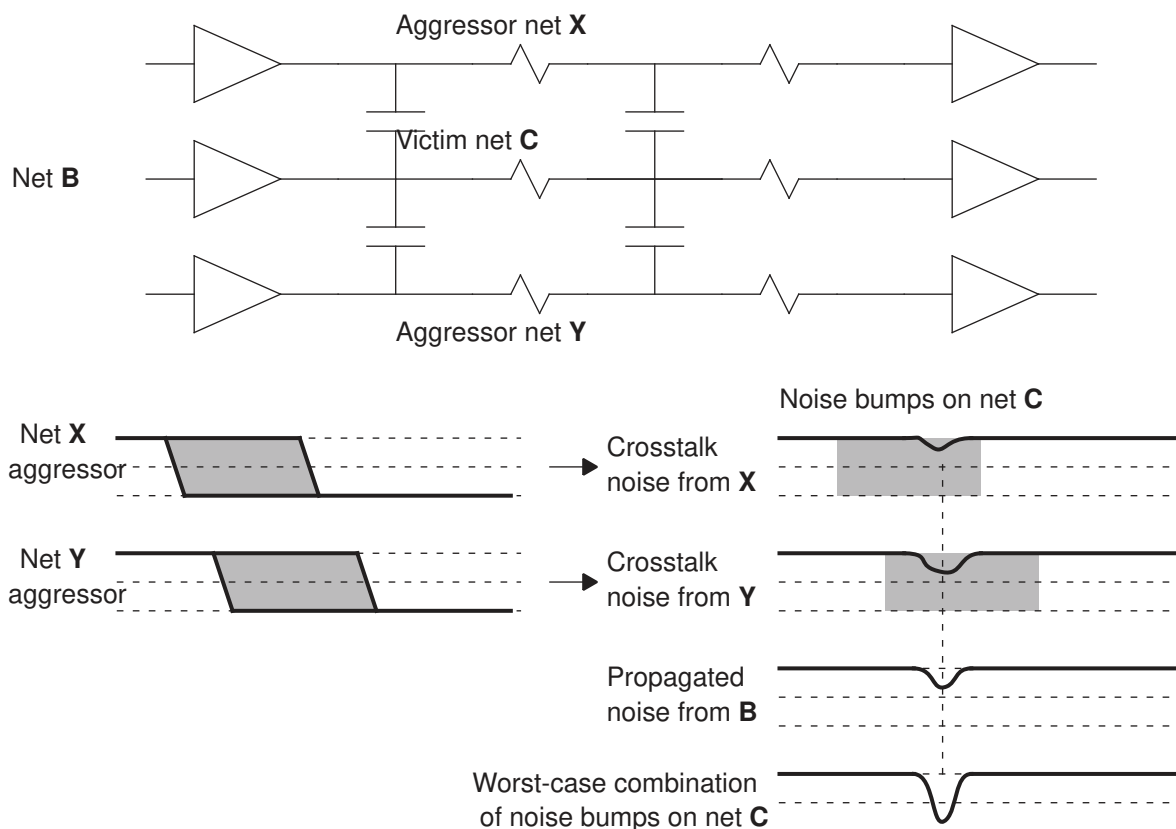 Aggressor net X
Victim net C
Net B
Aggressor net Y
Noise bumps on net C
Net X
aggressor
Crosstalk
noise from X
Net Y
aggressor
Crosstalk
noise from Y
Propagated
noise from B
Worst-case combination
of noise bumps on net C